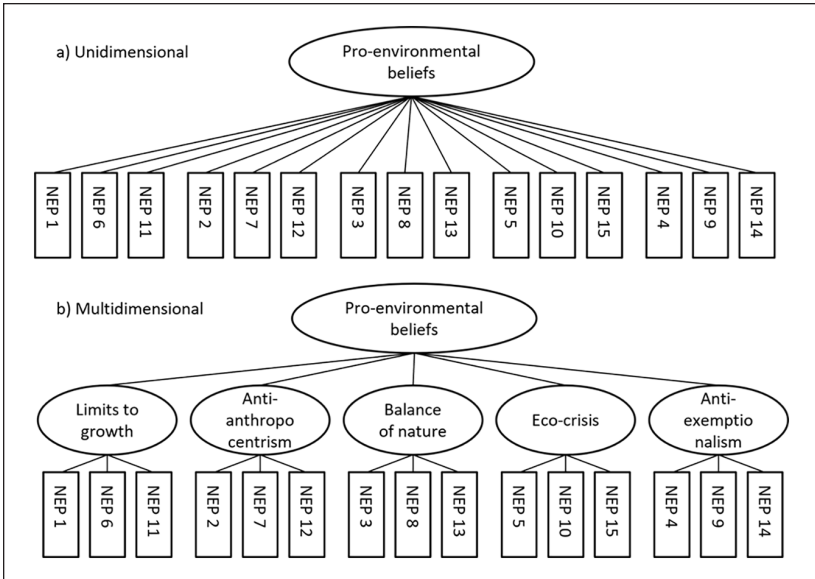 a) Unidimensional
Pro-environmental
beliefs
NEP 1
NEP 6
NEP 11
NEP 2
NEP 7
NEP 12
NEP 3
NEP 8
NEP 13
NEP 5
NEP 10
NEP 15
NEP 4
NEP 9
NEP 14
b) Multidimensional
Pro-environmental
beliefs
Limits to
growth
Anti-
anthropo
centrism
Balance
of nature
Eco-crisis
Anti-
exemptio
nalism
NEP 1
NEP 6
NEP 11
NEP 2
NEP 7
NEP 12
NEP 3
NEP 8
NEP 13
NEP 5
NEP 10
NEP 15
NEP 4
NEP 9
NEP 14